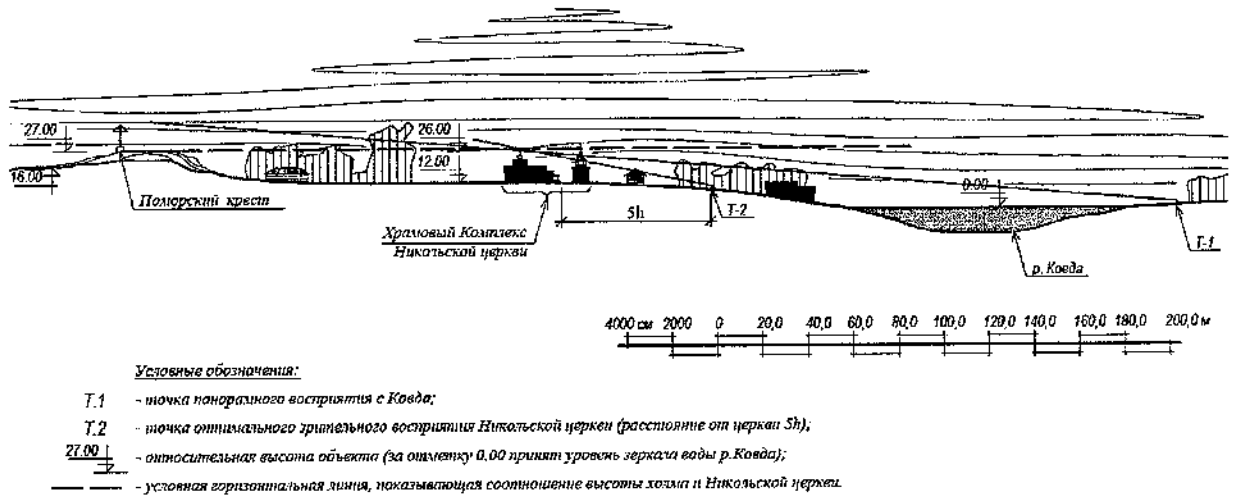 27.00
26.00
12.00
16.00
0.00
Поморский крест
5h
Т-2
Храмовый Комплекс
Никольской церкви
Т-1
р. Ковда
4000 см 2000 0 20,0 40,0 60,0 80,0 100,0 120,0 140,0 160,0 180,0 200,0 м
Условные обозначения:
Т.1 - точка панорамного восприятия с Ковда;
Т.2 - точка оптимального зрительного восприятия Никольской церкви (расстояние от церкви 5h);
27.00 - относительная высота объекта (за отметку 0.00 принят уровень зеркала воды р.Ковда);
- условная горизонтальная линия, показывающая соотношение высоты холма и Никольской церкви.